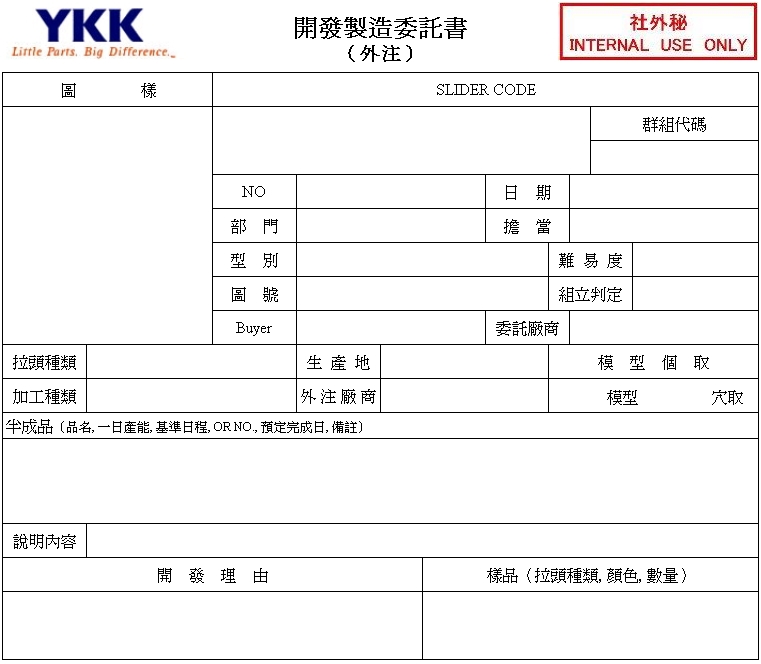 YKK
Little Parts. Big Difference.
開發製造委託書
（外注）
社外秘
INTERNAL USE ONLY
圖 樣
SLIDER CODE
群組代碼
NO
日 期
部 門
擔 當
型 別
難 易 度
圖 號
組立判定
Buyer
委託廠商
拉頭種類
生 產 地
模 型 個 取
加工種類
外注廠商
模型 穴取
半成品（品名,一日產能,基準日程,OR NO.,預定完成日,備註）
說明內容
開 發 理 由
樣品（拉頭種類,顏色,數量）